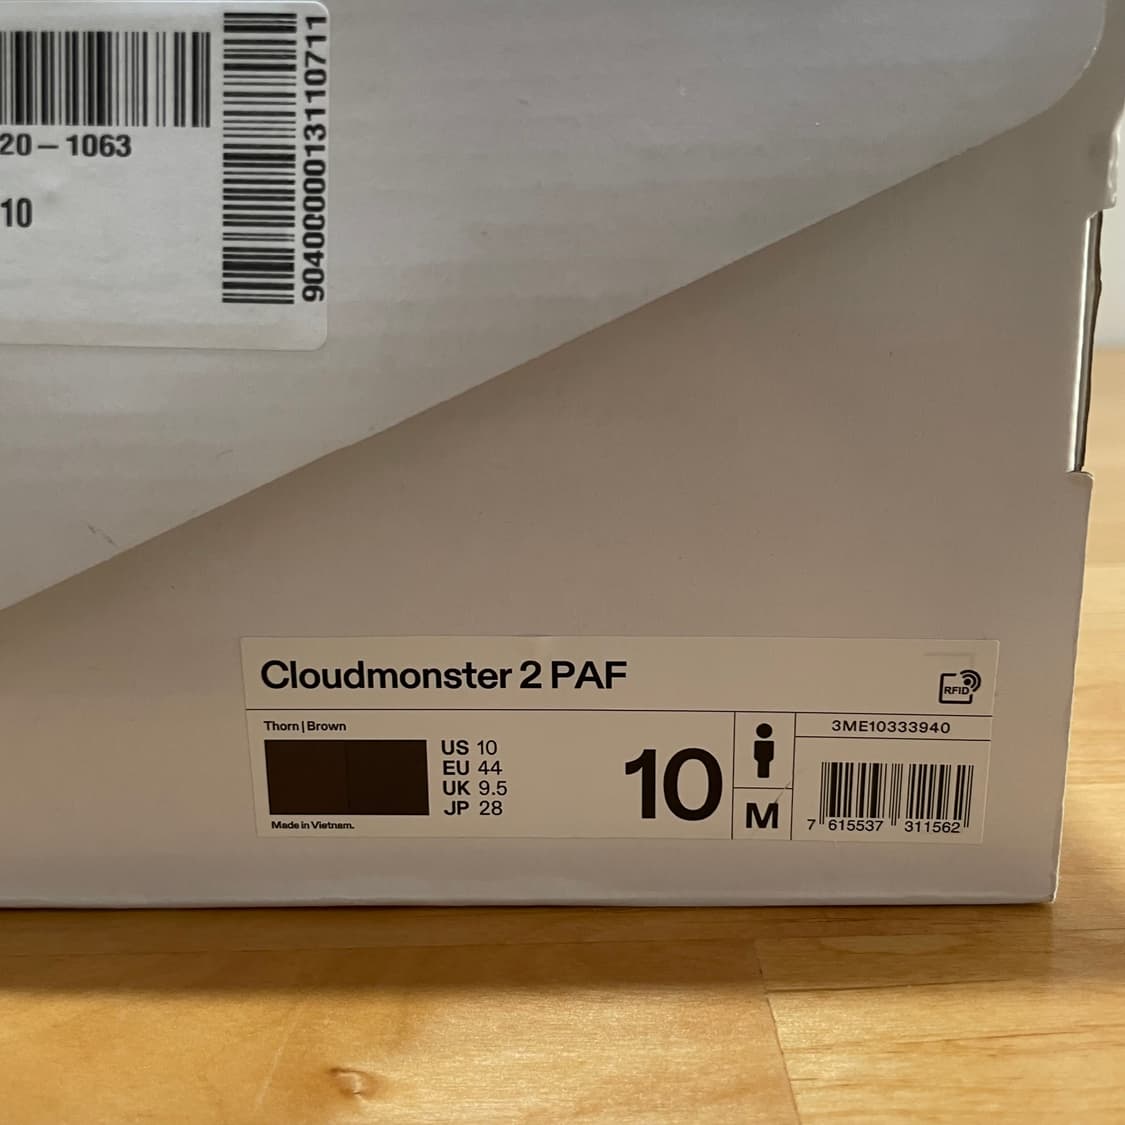 20-1063
10
9040000013110711
Cloudmonster 2 PAF
RFID
Thorn | Brown
US 10
EU 44
UK 9.5
JP 28
Made in Vietnam.
10
M
3ME10333940
7 615537 311562